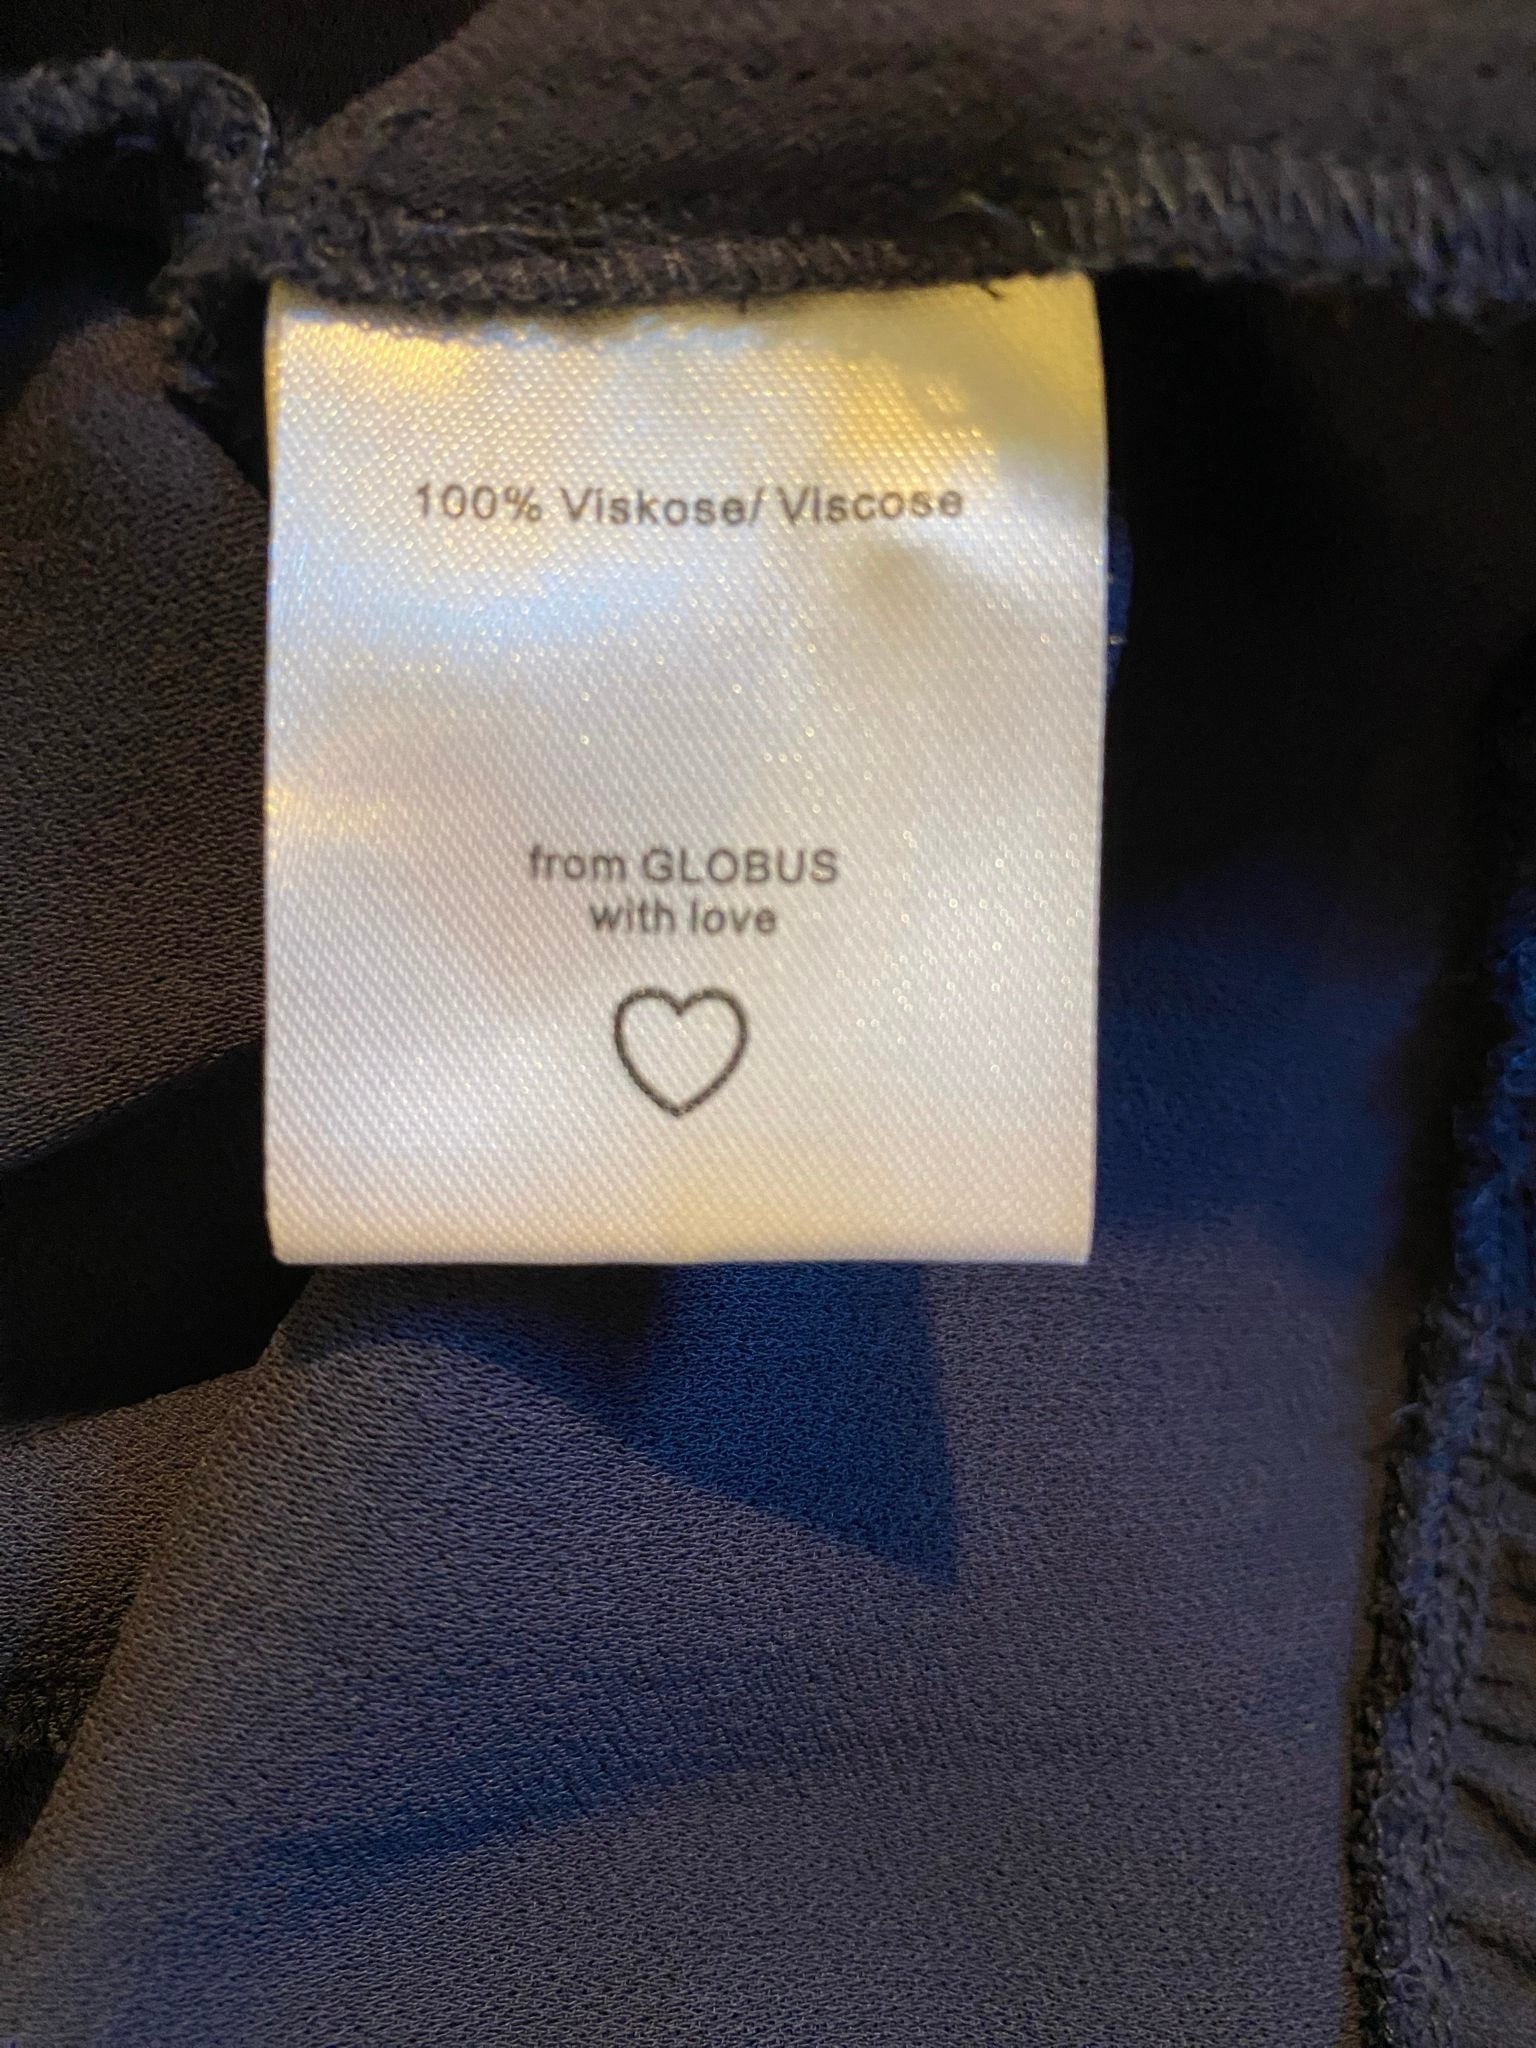 100% Viskose/ Viscose
from GLOBUS
with love